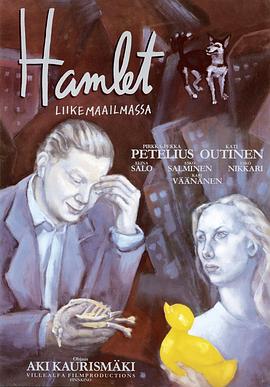 Hamlet
LIIKEMAAILMASSA
PIRKKA-PEKKA KATI
PETELIUS OUTINEN
ELINA ESKO ESKO
SALO SALMINEN NIKKARI
KARI
VÄÄNÄNEN
Ohjaus
AKI KAURISMÄKI
VILLEALFA FILMPRODUCTIONS
FINNKINO